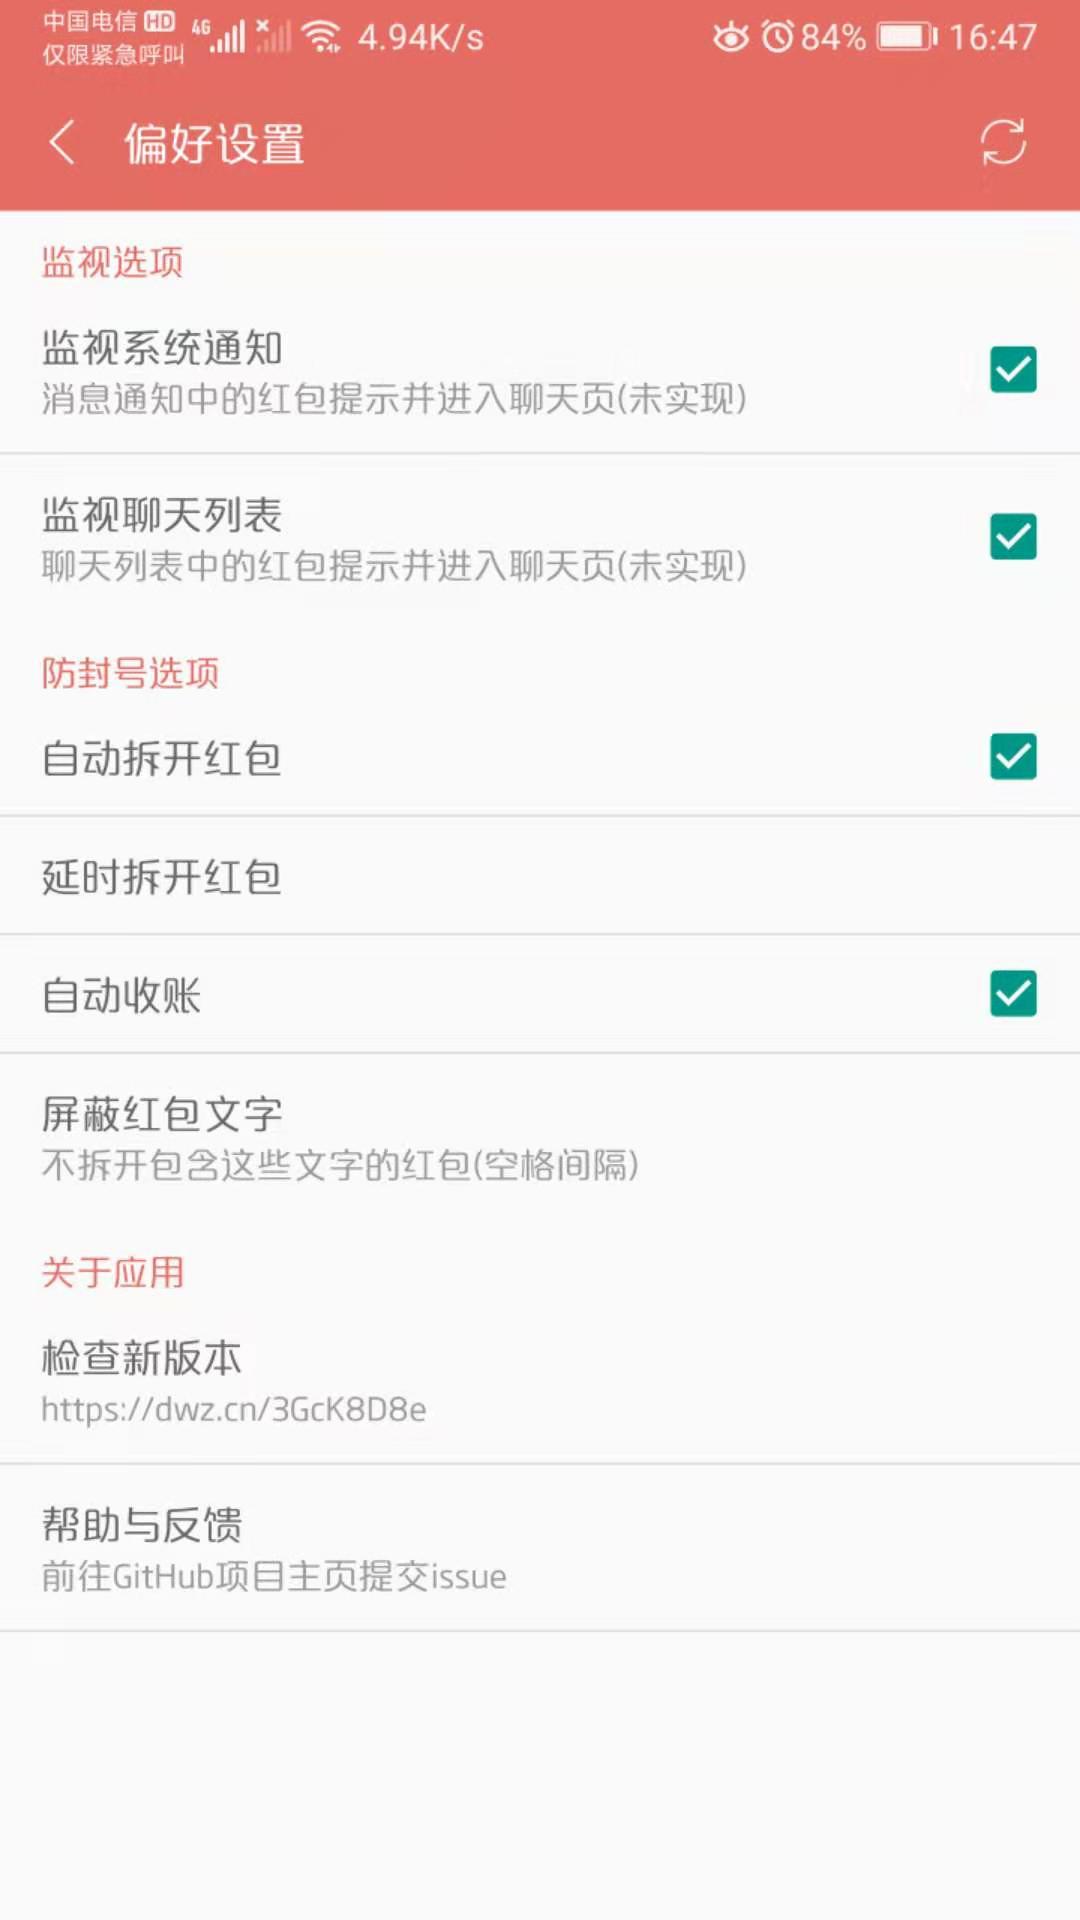 中国电信 HD 4G 4.94K/s 84% 16:47
仅限紧急呼叫
偏好设置
监视选项
监视系统通知
消息通知中的红包提示并进入聊天页(未实现)
监视聊天列表
聊天列表中的红包提示并进入聊天页(未实现)
防封号选项
自动拆开红包
延时拆开红包
自动收账
屏蔽红包文字
不拆开包含这些文字的红包(空格间隔)
关于应用
检查新版本
https://dwz.cn/3GcK8D8e
帮助与反馈
前往GitHub项目主页提交issue